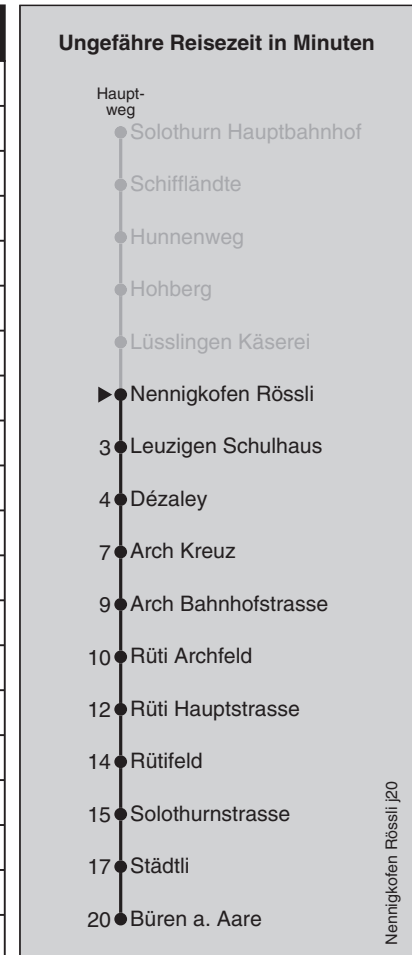 Ungefähre Reisezeit in Minuten
Haupt-
weg
Solothurn Hauptbahnhof
Schiffländte
Hunnenweg
Hohberg
Lüsslingen Käserei
Nennigkofen Rössli
3 Leuzigen Schulhaus
4 Dézaley
7 Arch Kreuz
9 Arch Bahnhofstrasse
10 Rüti Archfeld
12 Rüti Hauptstrasse
14 Rütifeld
15 Solothurnstrasse
17 Städtli
20 Büren a. Aare
Nennigkofen Rössli j20